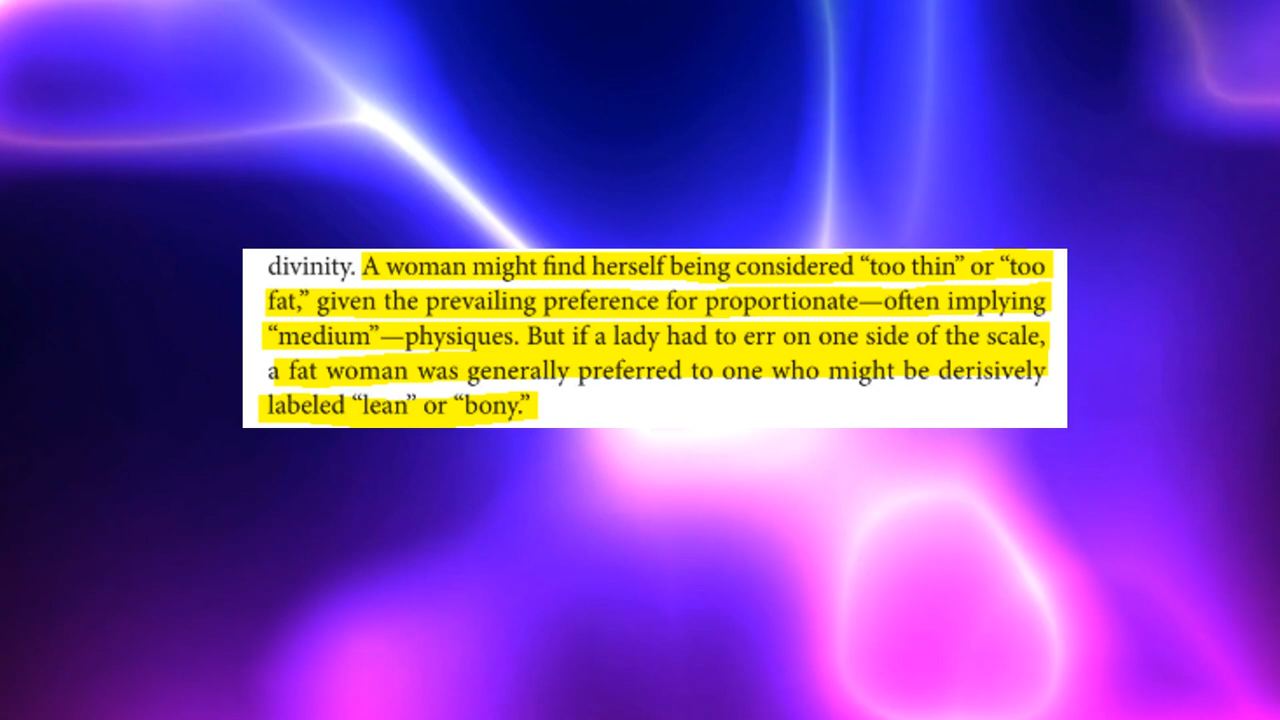 divinity. A woman might find herself being considered “too thin” or “too
fat,” given the prevailing preference for proportionate—often implying
“medium”—physiques. But if a lady had to err on one side of the scale,
a fat woman was generally preferred to one who might be derisively
labeled “lean” or “bony.”